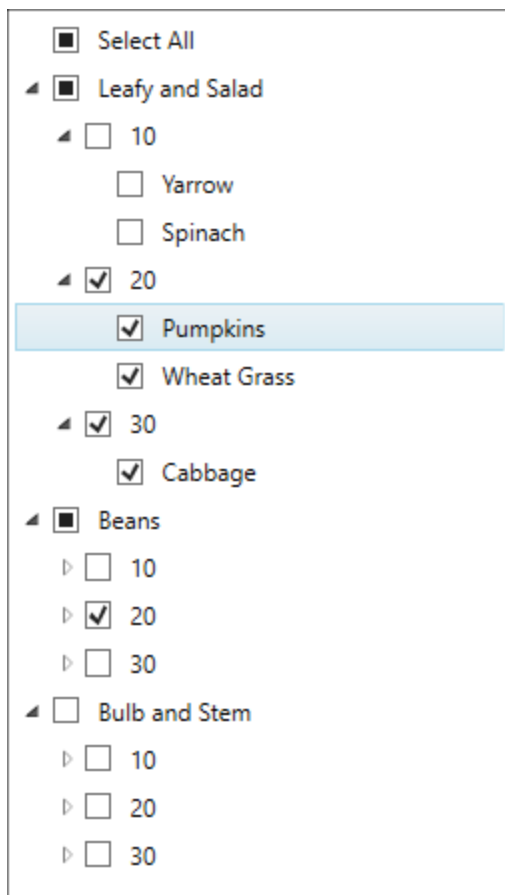 Select All
Leafy and Salad
10
Yarrow
Spinach
20
Pumpkins
Wheat Grass
30
Cabbage
Beans
10
20
30
Bulb and Stem
10
20
30